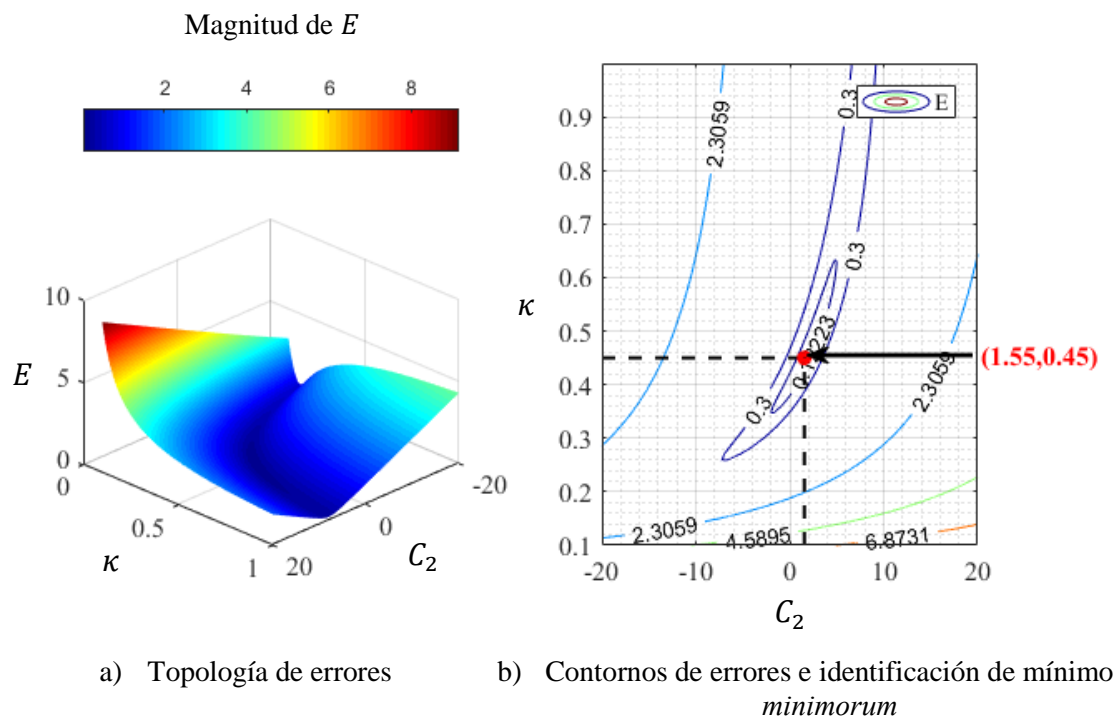 Magnitud de E
2 4 6 8
10
5
0
E
0
0.5
1
κ
20
0
-20
C₂
E
0.9
0.8
0.7
0.6
0.5
0.4
0.3
0.2
0.1
κ
-20 -10 0 10 20
C₂
2.3059
0.3
0.3
0.3
2.3059
2.3059
4.5895
6.8731
(1.55,0.45)
a) Topología de errores
b) Contornos de errores e identificación de mínimo
minimorum